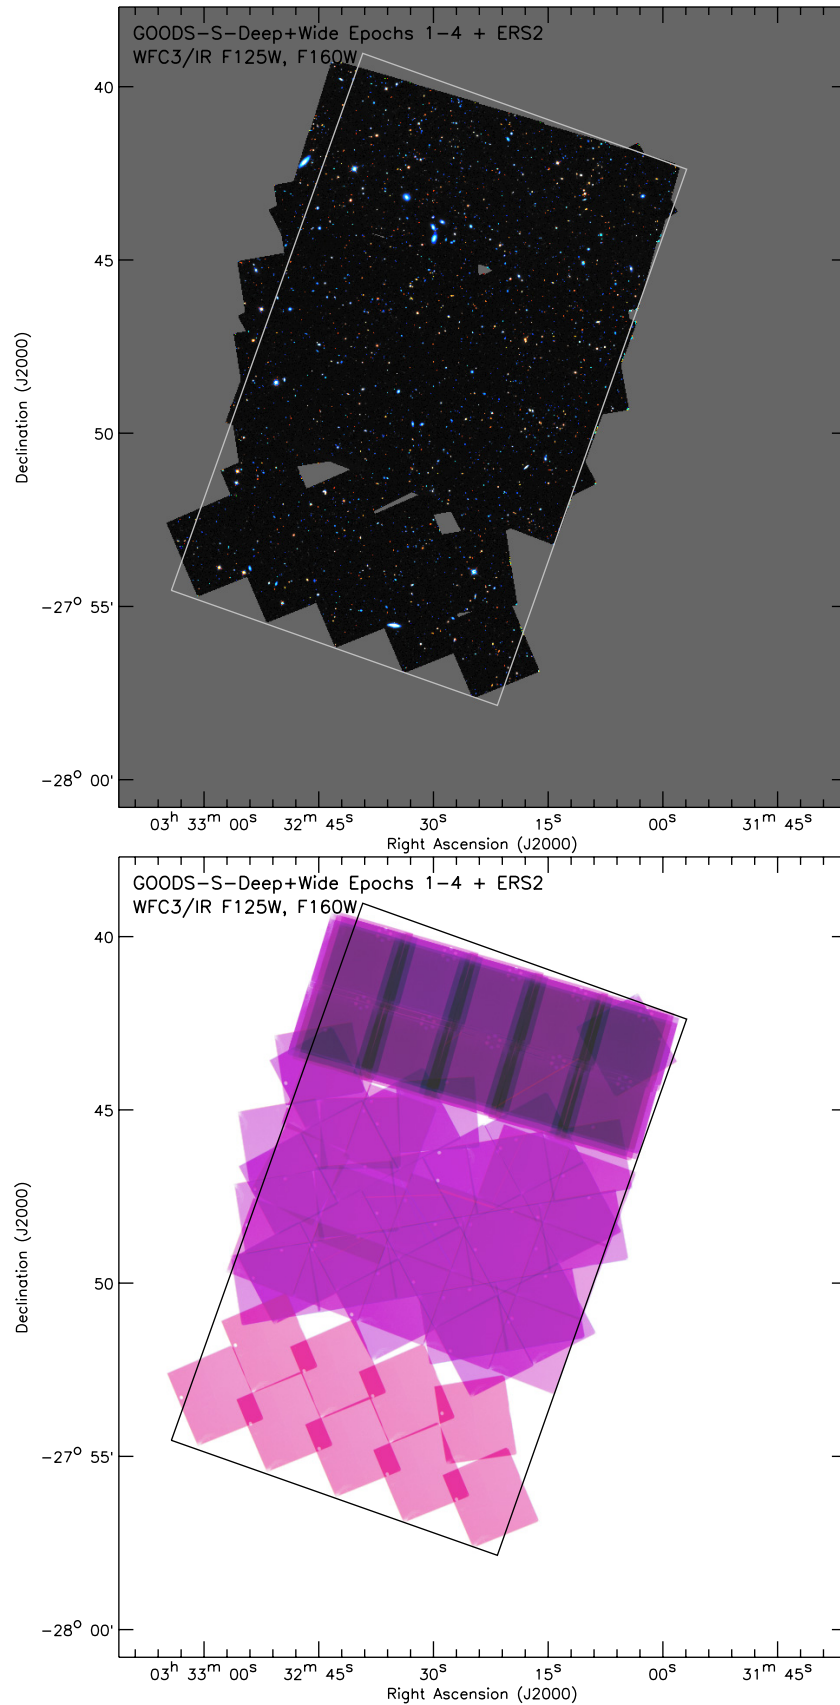 GOODS-S-Deep+Wide Epochs 1-4 + ERS2
WFC3/IR F125W, F160W
40
45
50
-27° 55'
-28° 00'
Declination (J2000)
03h 33m 00s 32m 45s 30s 15s 00s 31m 45s
Right Ascension (J2000)
GOODS-S-Deep+Wide Epochs 1-4 + ERS2
WFC3/IR F125W, F160W
40
45
50
-27° 55'
-28° 00'
Declination (J2000)
03h 33m 00s 32m 45s 30s 15s 00s 31m 45s
Right Ascension (J2000)